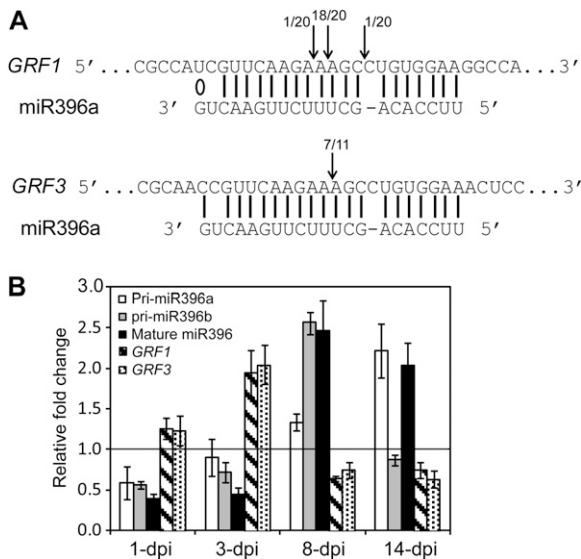 A
1/20 18/20 1/20
GRF1 5′ ...CGCCAUCGUUCAAGAAAGCCUGUGGAAGGCCA...3′
miR396a 3′ GUCAAGUUCUUUCG-ACACCUU 5′
7/11
GRF3 5′ ...CGCAACCGUUCAAGAAAGCCUGUGGAAACUCC...3′
miR396a 3′ GUCAAGUUCUUUCG-ACACCUU 5′
B
Relative fold change
3.0
2.5
2.0
1.5
1.0
0.5
0.0
Pri-miR396a
pri-miR396b
Mature miR396
GRF1
GRF3
1-dpi 3-dpi 8-dpi 14-dpi